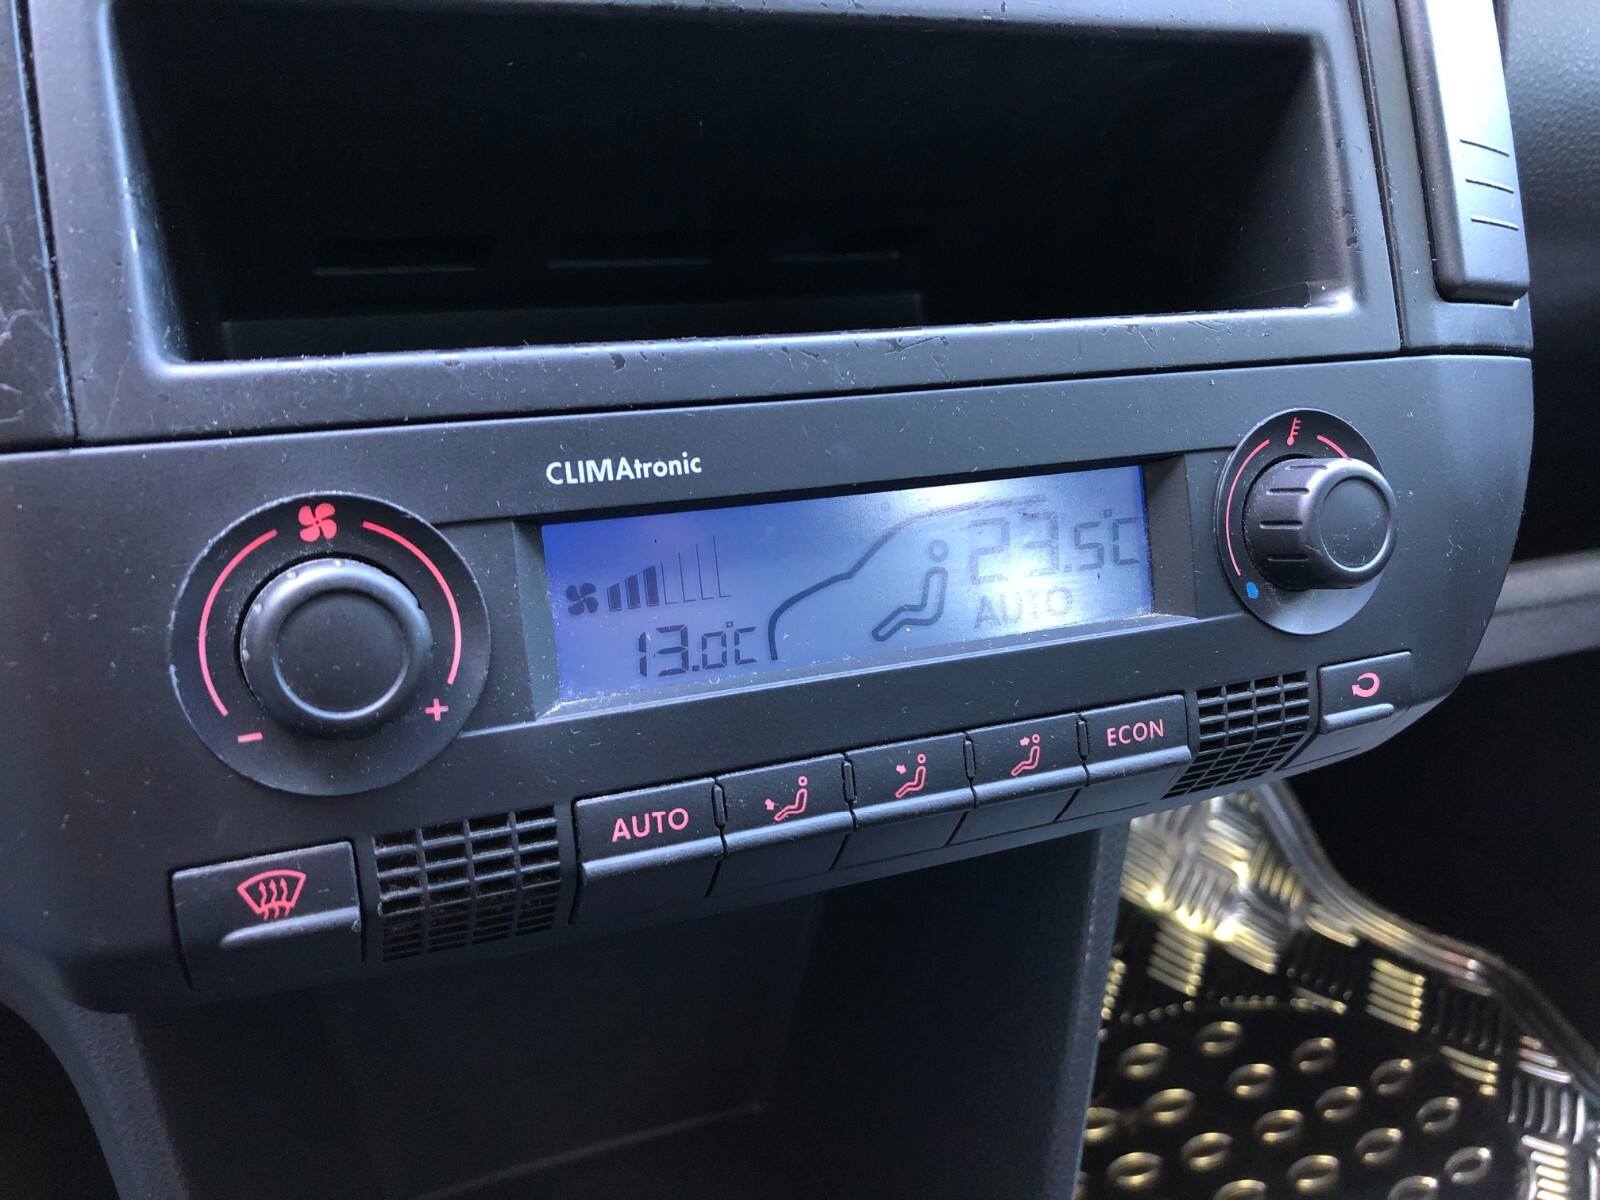 CLIMAtronic
23.5°C
AUTO
13.0°C
- +
AUTO
ECON